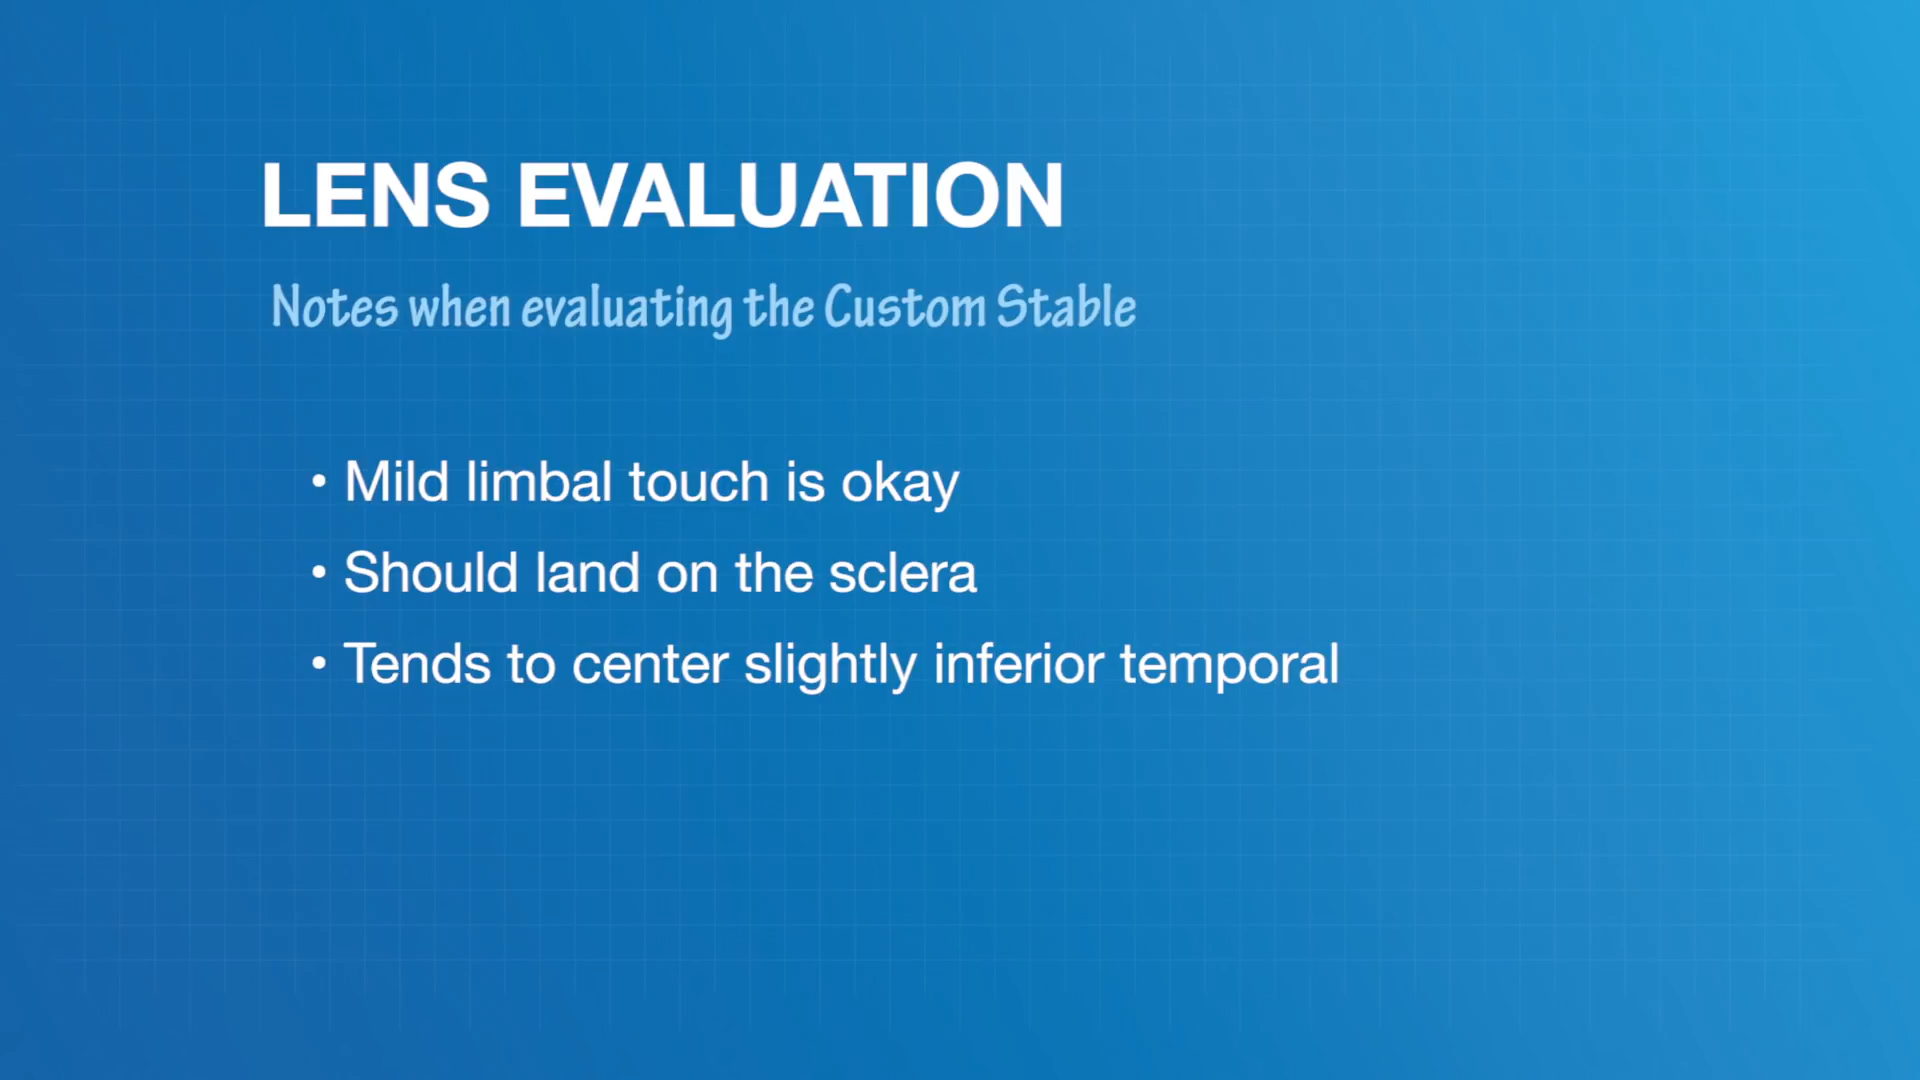 LENS EVALUATION
Notes when evaluating the Custom Stable
• Mild limbal touch is okay
• Should land on the sclera
• Tends to center slightly inferior temporal